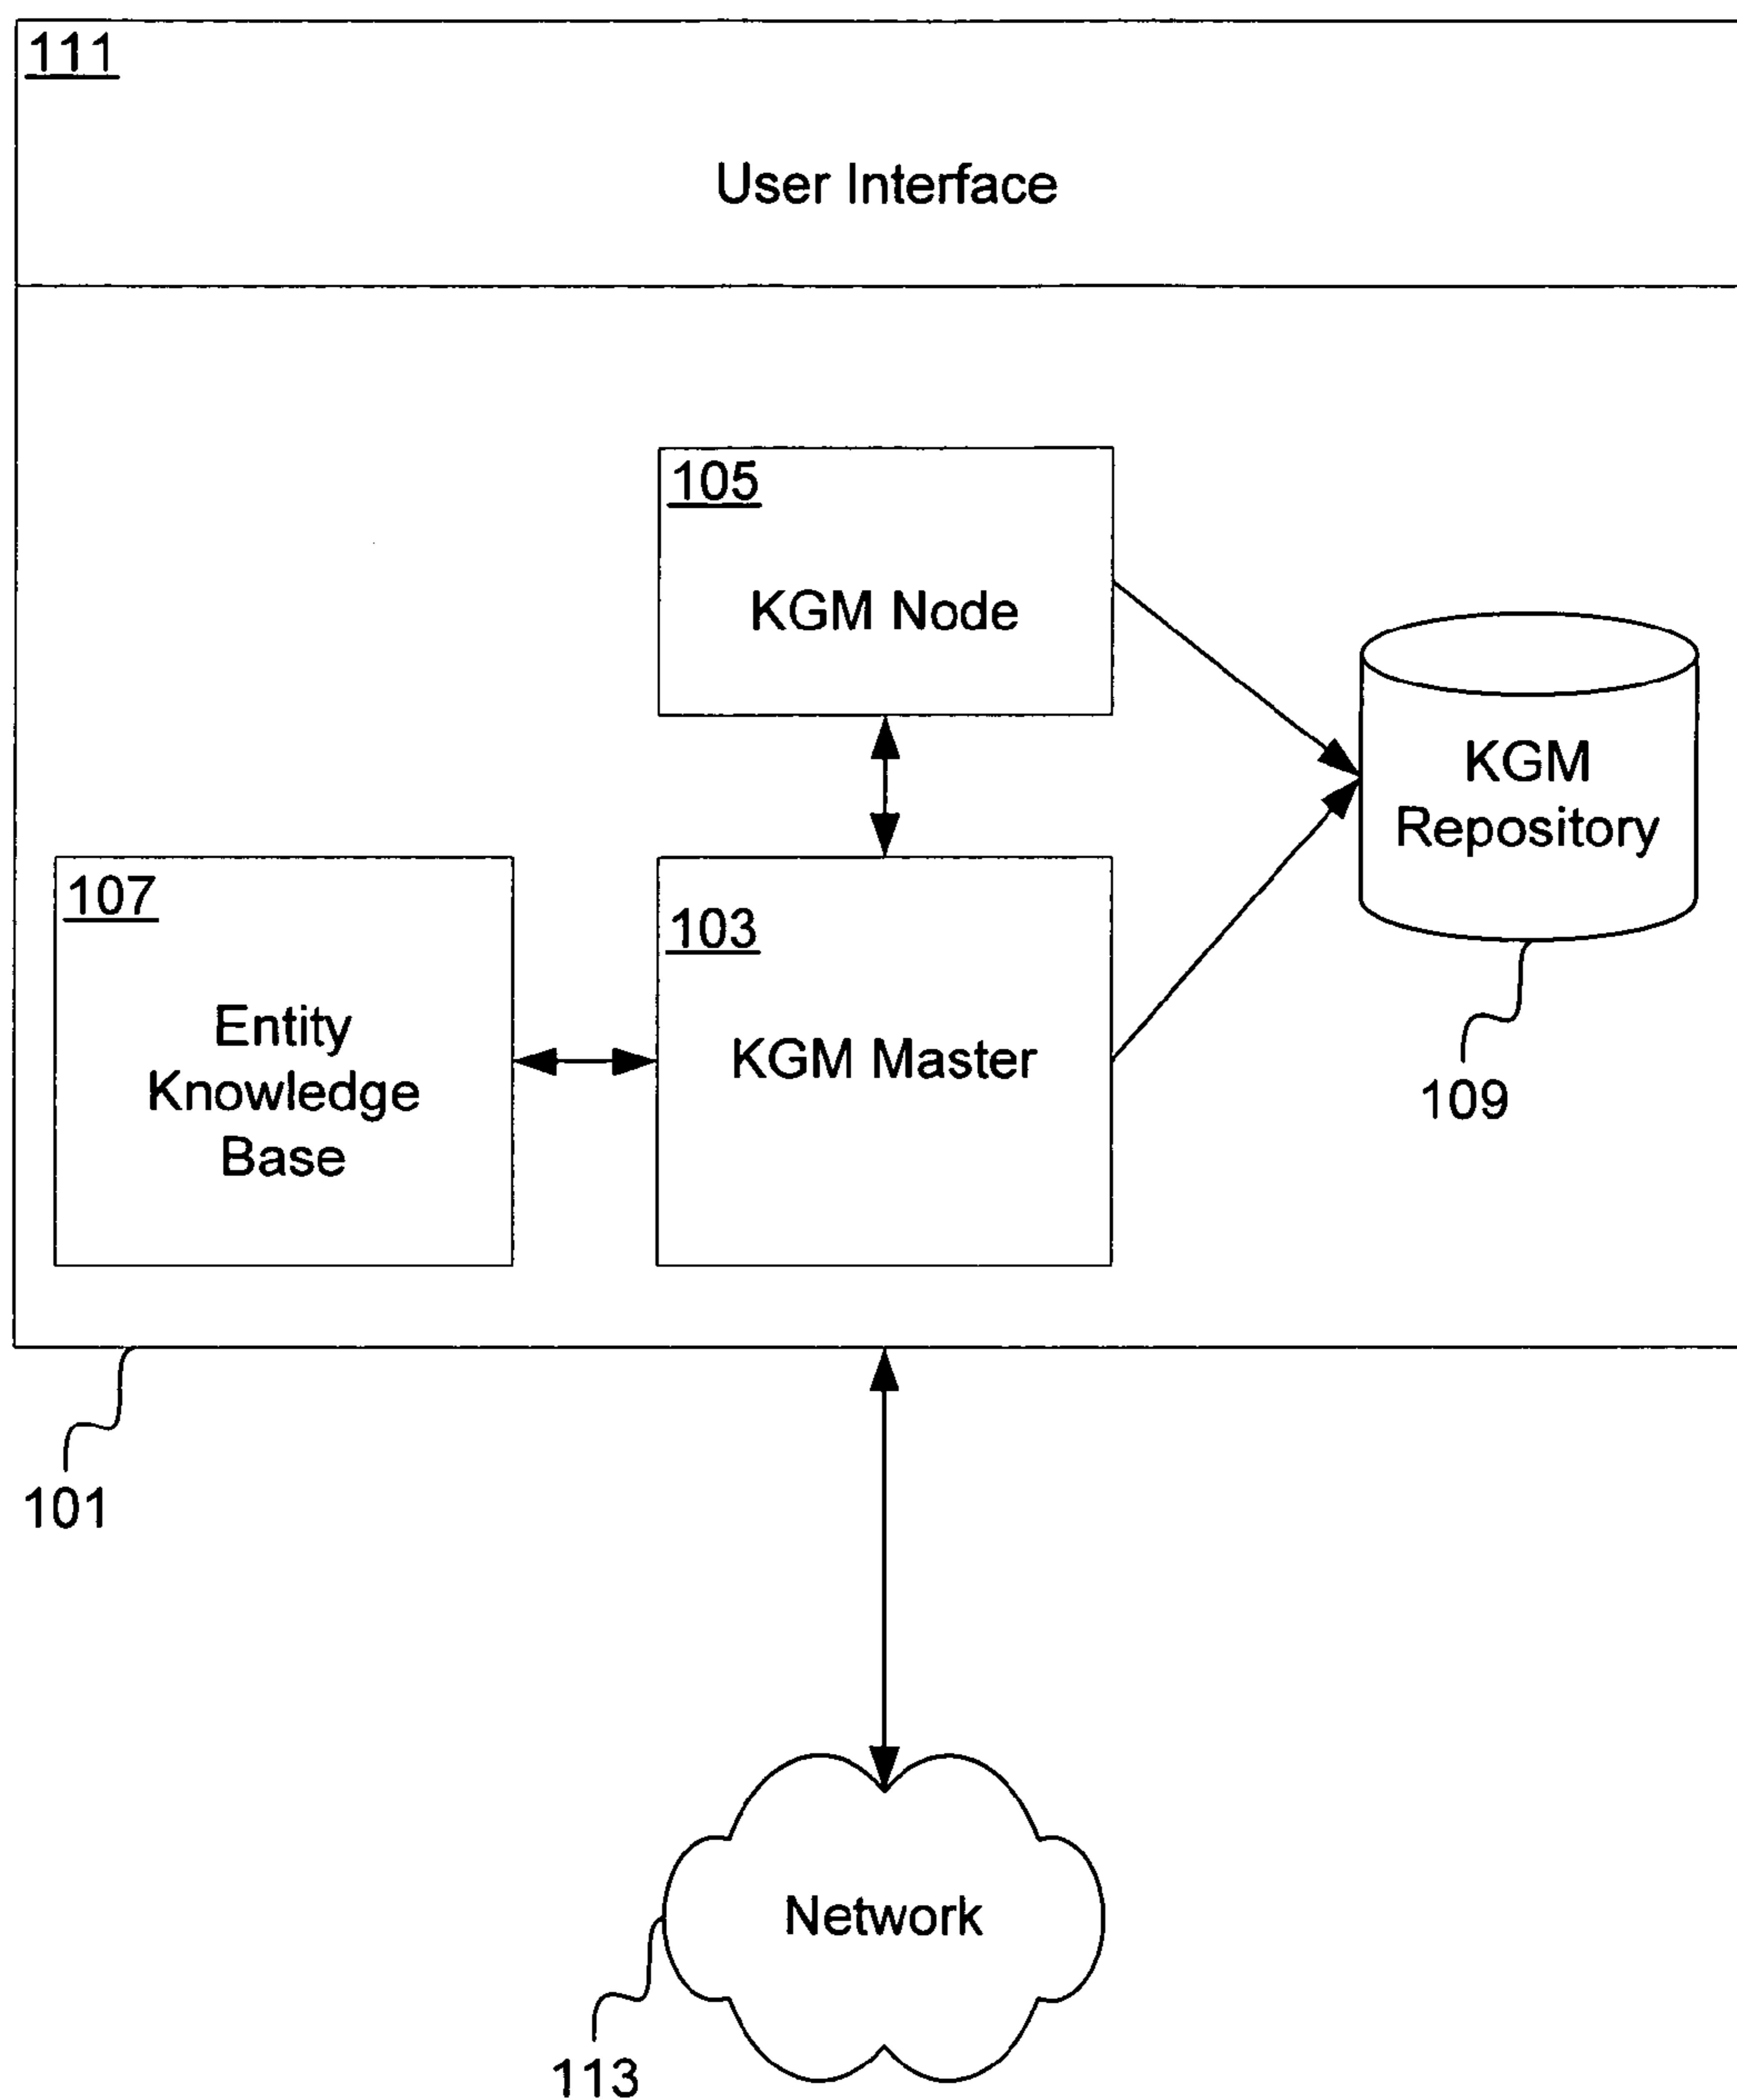 111
User Interface
105
KGM Node
KGM
Repository
107
103
Entity
Knowledge
Base
KGM Master
109
101
Network
113